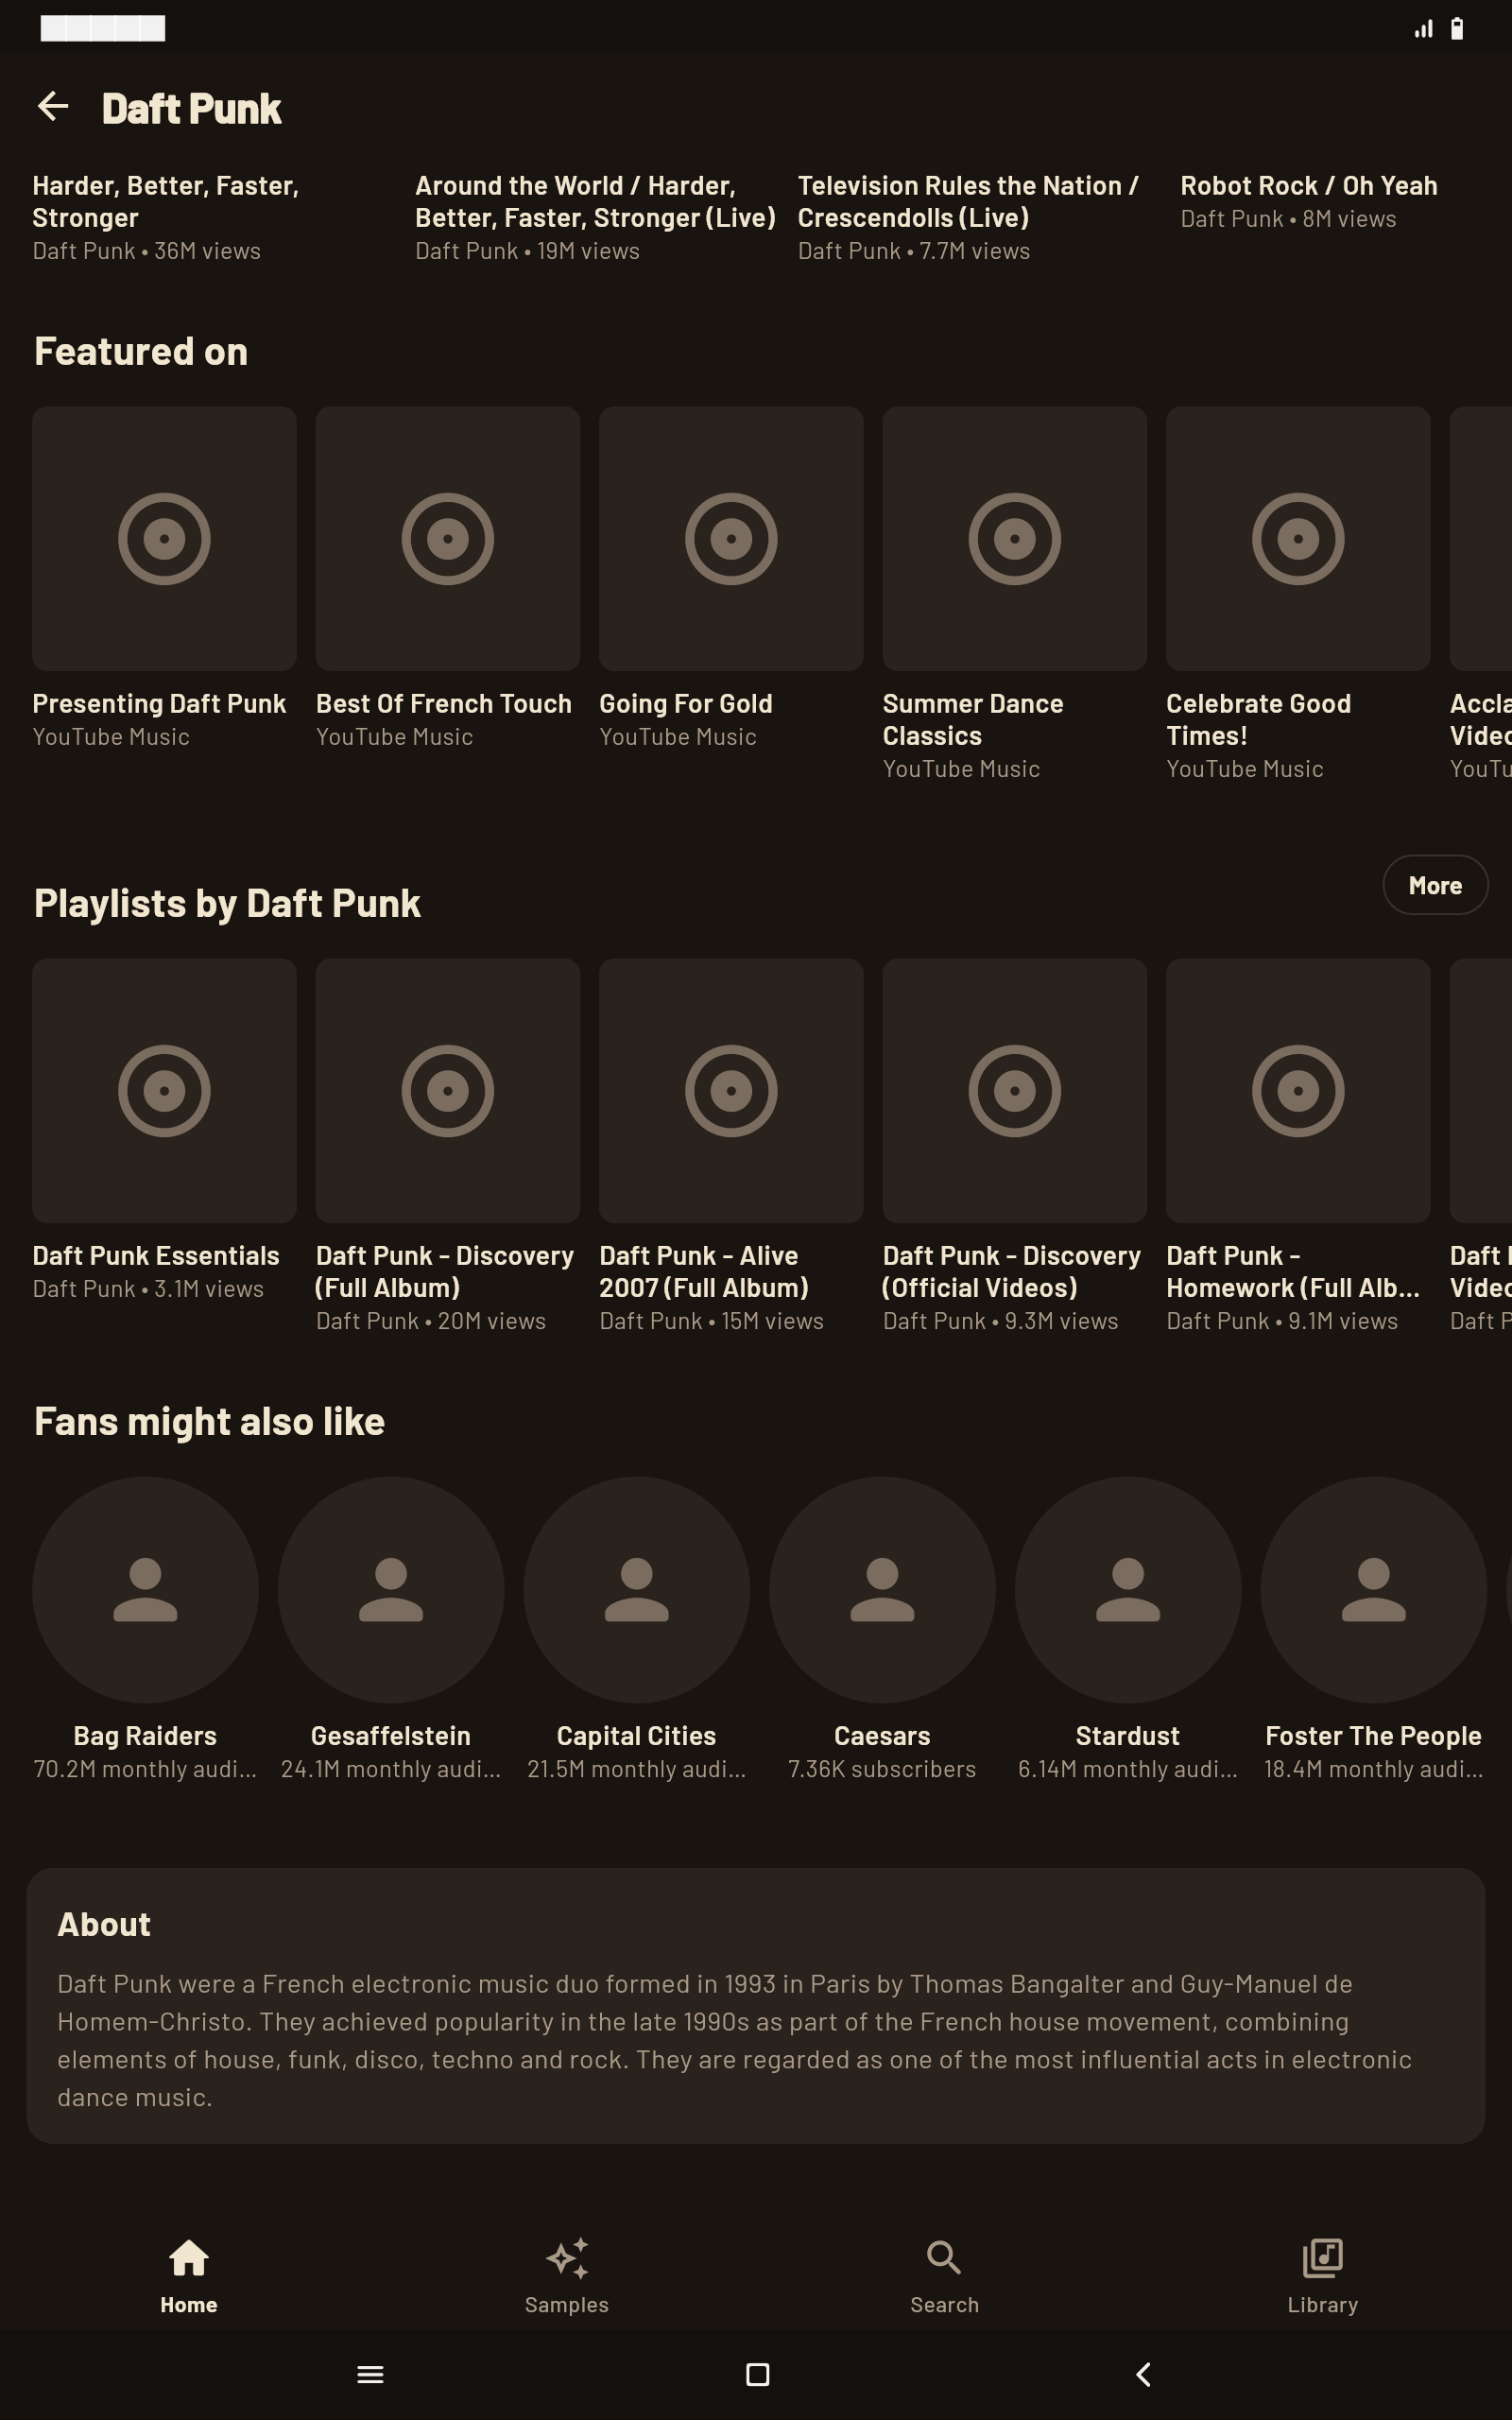 Daft Punk
Harder, Better, Faster,
Stronger
Daft Punk • 36M views
Around the World / Harder,
Better, Faster, Stronger (Live)
Daft Punk • 19M views
Television Rules the Nation /
Crescendolls (Live)
Daft Punk • 7.7M views
Robot Rock / Oh Yeah
Daft Punk • 8M views
Featured on
Presenting Daft Punk
YouTube Music
Best Of French Touch
YouTube Music
Going For Gold
YouTube Music
Summer Dance
Classics
YouTube Music
Celebrate Good
Times!
YouTube Music
Playlists by Daft Punk
More
Daft Punk Essentials
Daft Punk • 3.1M views
Daft Punk - Discovery
(Full Album)
Daft Punk • 20M views
Daft Punk - Alive
2007 (Full Album)
Daft Punk • 15M views
Daft Punk - Discovery
(Official Videos)
Daft Punk • 9.3M views
Daft Punk -
Homework (Full Alb...
Daft Punk • 9.1M views
Daft
Fans might also like
Bag Raiders
70.2M monthly audi...
Gesaffelstein
24.1M monthly audi...
Capital Cities
21.5M monthly audi...
Caesars
7.36K subscribers
Stardust
6.14M monthly audi...
Foster The People
18.4M monthly audi...
About
Daft Punk were a French electronic music duo formed in 1993 in Paris by Thomas Bangalter and Guy-Manuel de
Homem-Christo. They achieved popularity in the late 1990s as part of the French house movement, combining
elements of house, funk, disco, techno and rock. They are regarded as one of the most influential acts in electronic
dance music.
Home
Samples
Search
Library